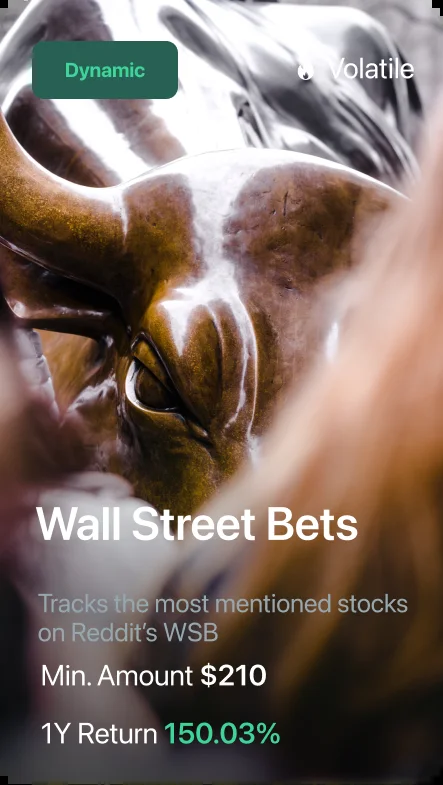 Dynamic
Volatile
Wall Street Bets
Tracks the most mentioned stocks
on Reddit's WSB
Min. Amount $210
1Y Return 150.03%